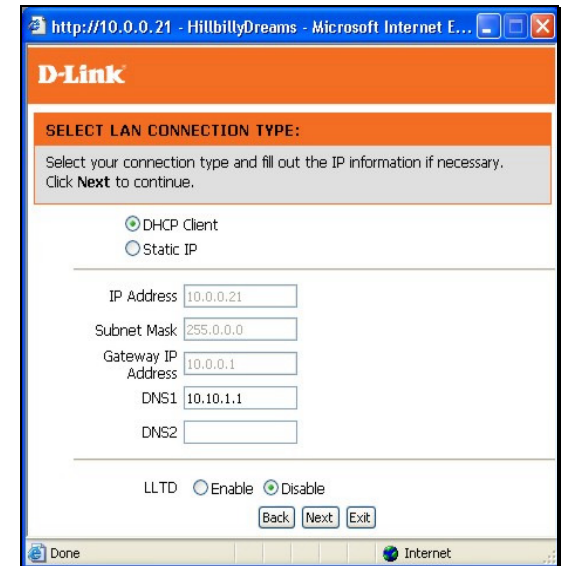 http://10.0.0.21 - HillbillyDreams - Microsoft Internet E...
D-Link
SELECT LAN CONNECTION TYPE:
Select your connection type and fill out the IP information if necessary.
Click Next to continue.
DHCP Client
Static IP
IP Address 10.0.0.21
Subnet Mask 255.0.0.0
Gateway IP
Address 10.0.0.1
DNS1 10.10.1.1
DNS2
LLTD Enable Disable
Back Next Exit
Done Internet